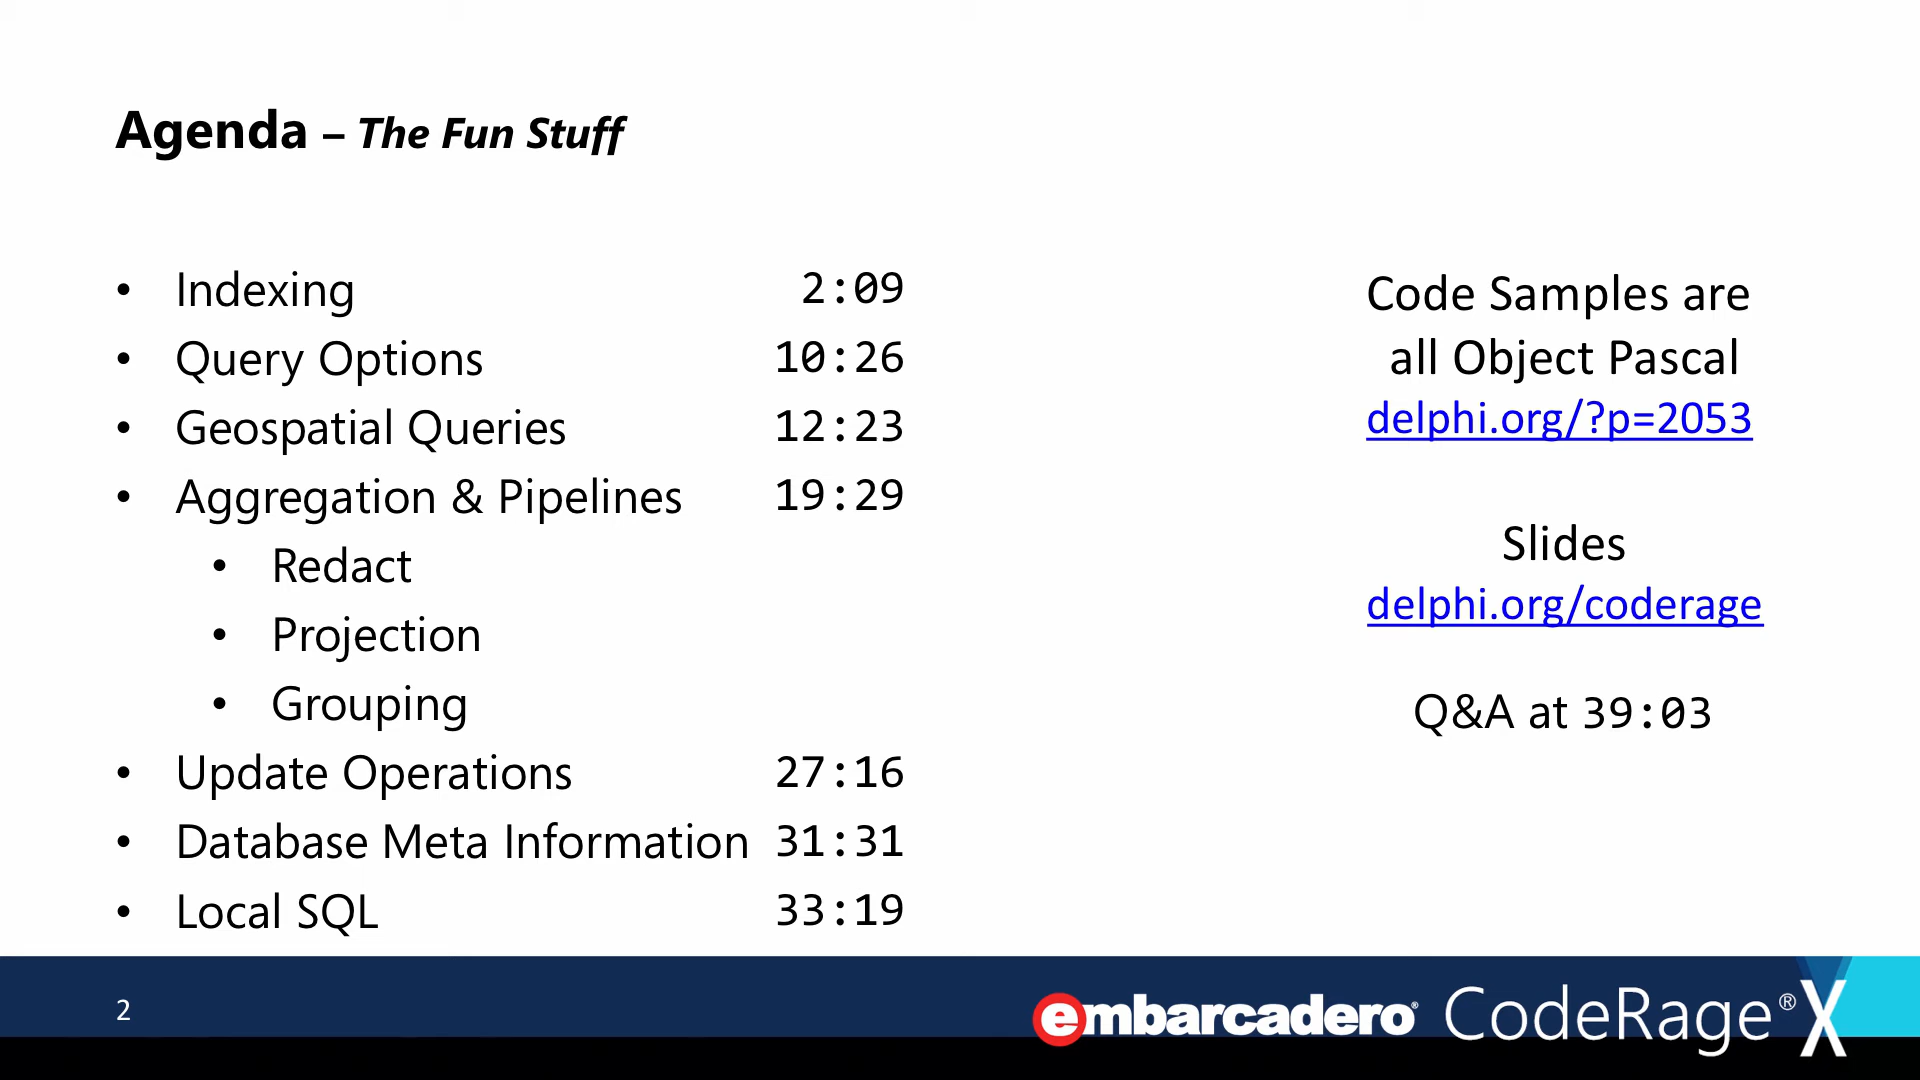 Agenda – The Fun Stuff
• Indexing 2:09
• Query Options 10:26
• Geospatial Queries 12:23
• Aggregation & Pipelines 19:29
• Redact
• Projection
• Grouping
• Update Operations 27:16
• Database Meta Information 31:31
• Local SQL 33:19
Code Samples are
all Object Pascal
delphi.org/?p=2053
Slides
delphi.org/coderage
Q&A at 39:03
2
embarcadero® CodeRage® X